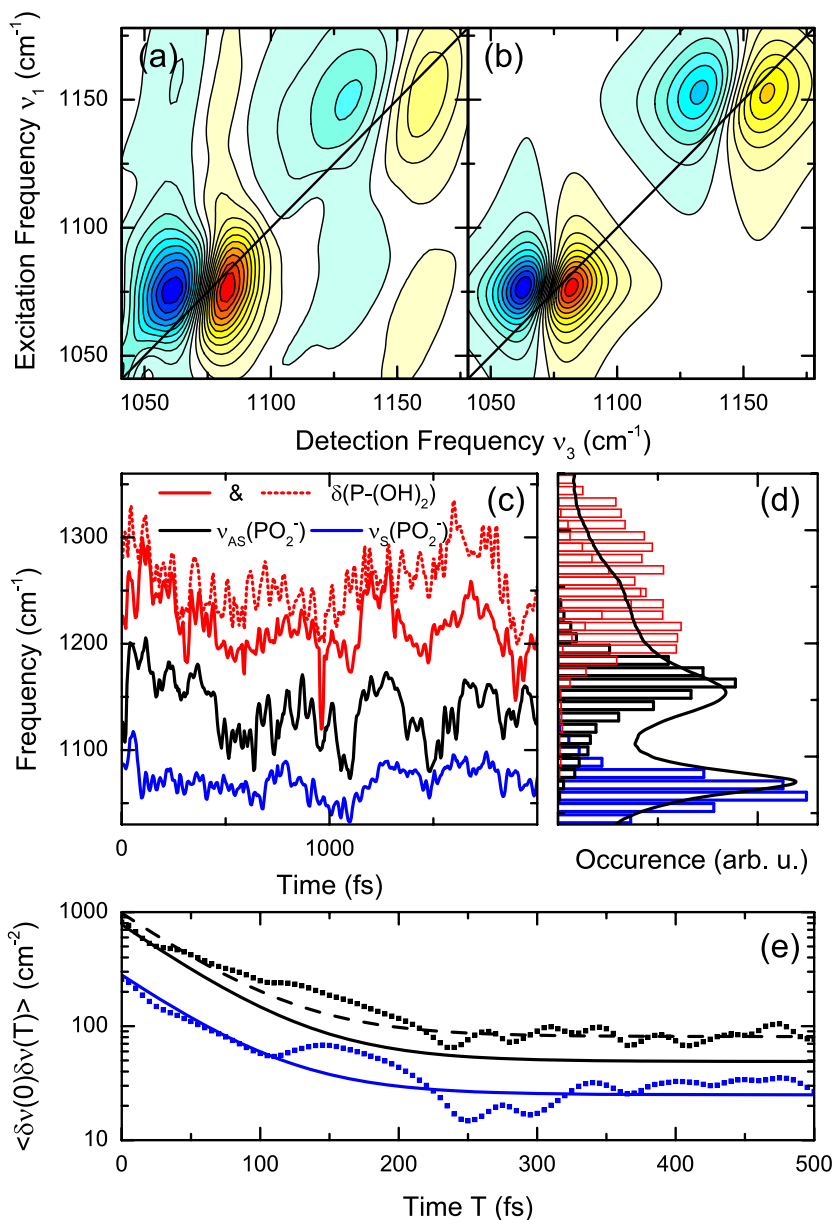 (a) (b)
Excitation Frequency ν₁ (cm⁻¹)
1150
1100
1050
1050 1100 1150 1050 1100 1150
Detection Frequency ν₃ (cm⁻¹)
(c) (d)
& δ(P-(OH)₂)
ν_AS(PO₂⁻) ν_S(PO₂⁻)
Frequency (cm⁻¹)
1300
1200
1100
0 1000
Time (fs) Occurence (arb. u.)
(e)
<δν(0)δν(T)> (cm⁻²)
1000
100
10
0 100 200 300 400 500
Time T (fs)